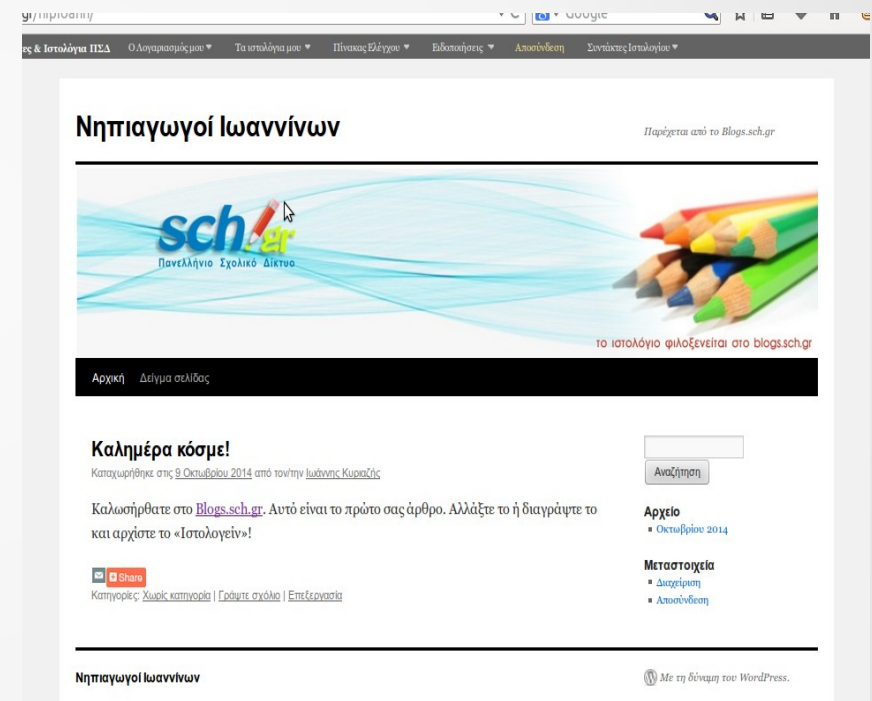 Ο Λογαριασμός μου Τα ιστολόγια μου Πίνακας Ελέγχου Ειδοποιήσεις Αποσύνδεση Συντάκτες Ιστολογίου
& Ιστολόγια ΠΣΔ
Νηπιαγωγοί Ιωαννίνων
Παρέχεται από το Blogs.sch.gr
sch.gr
Πανελλήνιο Σχολικό Δίκτυο
το ιστολόγιο φιλοξενείται στο blogs.sch.gr
Αρχική Δείγμα σελίδας
Καλημέρα κόσμε!
Καταχωρήθηκε στις 9 Οκτωβρίου 2014 από τον/την Ιωάννης Κυριαζής
Καλωσήρθατε στο Blogs.sch.gr. Αυτό είναι το πρώτο σας άρθρο. Αλλάξτε το ή διαγράψτε το
και αρχίστε το «Ιστολογείν»!
Share
Κατηγορίες: Χωρίς κατηγορία | Γράψτε σχόλιο | Επεξεργασία
Αναζήτηση
Αρχείο
Οκτωβρίου 2014
Μεταστοιχεία
Διαχείριση
Αποσύνδεση
Νηπιαγωγοί Ιωαννίνων
Με τη δύναμη του WordPress.